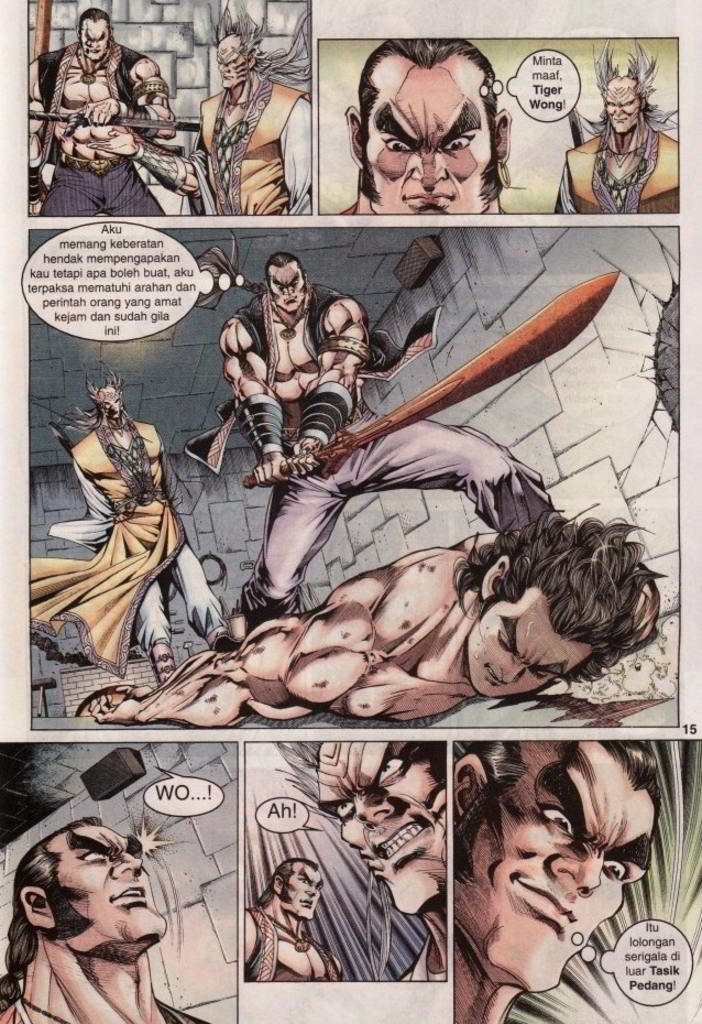 Minta
maaf,
Tiger
Wong!
Aku
memang keberatan
hendak mempengapakan
kau tetapi apa boleh buat, aku
terpaksa mematuhi arahan dan
perintah orang yang amat
kejam dan sudah gila
ini!
15
WO...!
Ah!
Itu
lolongan
serigala di
luar Tasik
Pedang!